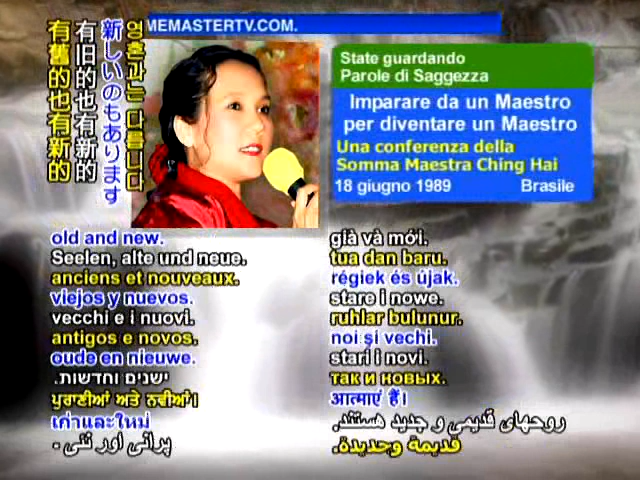 MEMASTERTV.COM.
有舊的也有新的
有旧的也有新的
新しいのもあります
영혼과는 다릅니다
State guardando
Parole di Saggezza
Imparare da un Maestro
per diventare un Maestro
Una conferenza della
Somma Maestra Ching Hai
18 giugno 1989 Brasile
old and new.
Seelen, alte und neue.
anciens et nouveaux.
viejos y nuevos.
vecchi e i nuovi.
antigos e novos.
oude en nieuwe.
ישנים וחדשות.
ਪੁਰਾਣੀਆਂ ਅਤੇ ਨਵੀਆਂ।
เก่าและใหม่
پرانی اور نئی ۔
già và mới.
tua dan baru.
régiek és újak.
stare i nowe.
ruhlar bulunur.
noi şi vechi.
stari i novi.
так и новых.
आत्माएं हैं।
روحهای قدیمی و جدید هستند.
قديمة وجديدة.